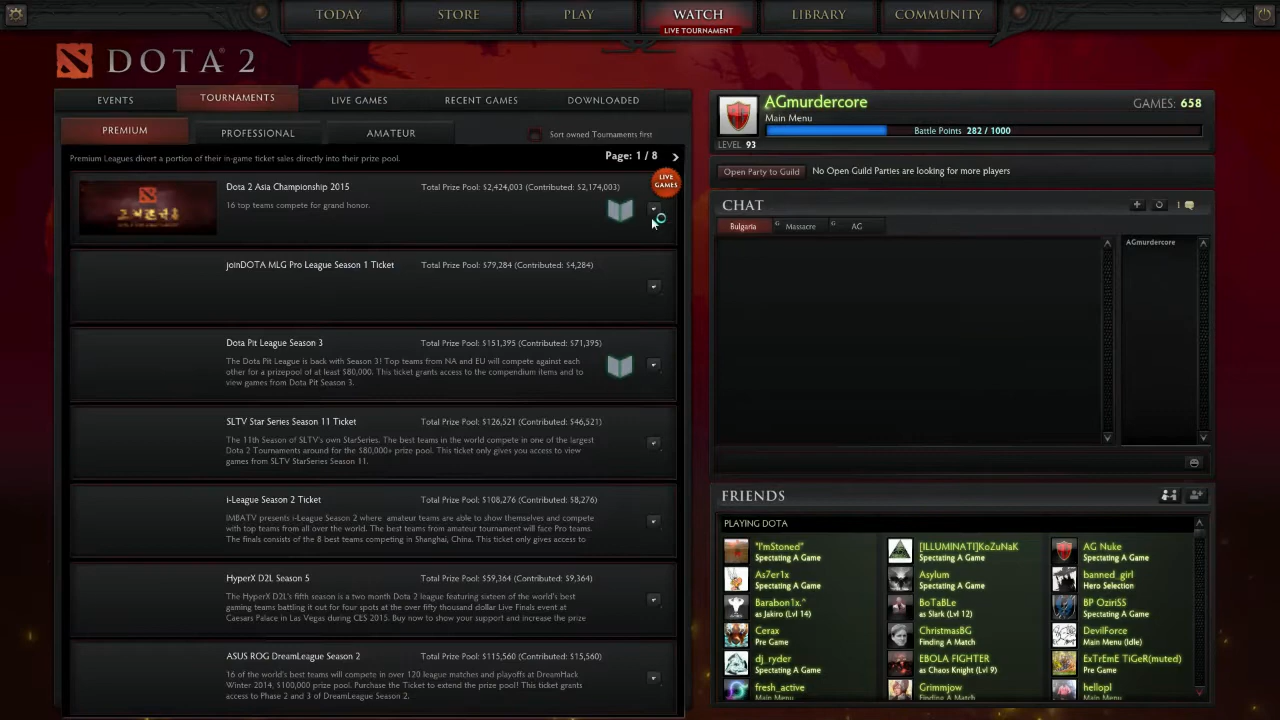 TODAY
STORE
PLAY
WATCH
LIBRARY
COMMUNITY
LIVE TOURNAMENT
DOTA 2
EVENTS
TOURNAMENTS
LIVE GAMES
RECENT GAMES
DOWNLOADED
PREMIUM
PROFESSIONAL
AMATEUR
Sort owned Tournaments first
Premium Leagues divert a portion of their in-game ticket sales directly into their prize pool.
Page: 1 / 8
LIVE
GAMES
Dota 2 Asia Championship 2015
Total Prize Pool: $2,424,003 (Contributed: $2,174,003)
16 top teams compete for grand honor.
joinDOTA MLG Pro League Season 1 Ticket
Total Prize Pool: $79,284 (Contributed: $4,284)
Dota Pit League Season 3
Total Prize Pool: $151,395 (Contributed: $71,395)
The Dota Pit League is back with Season 3! Top teams from NA and EU will compete against each
other for a prizepool of at least $80,000. This ticket grants access to the compendium items and to
view games from Dota Pit Season 3.
SLTV Star Series Season 11 Ticket
Total Prize Pool: $126,521 (Contributed: $46,521)
The 11th Season of SLTV's own StarSeries. The best teams in the world compete in one of the largest
Dota 2 Tournaments around for the $80,000+ prize pool. This ticket only gives you access to view
games from SLTV StarSeries Season 11.
i-League Season 2 Ticket
Total Prize Pool: $108,276 (Contributed: $8,276)
IMBATV presents i-League Season 2 where amateur teams are able to show themselves and compete
with top teams from all over the world. The best teams from amateur tournament will face Pro teams.
The finals consists of the 8 best teams competing in Shanghai, China. This ticket only gives access to
HyperX D2L Season 5
Total Prize Pool: $59,364 (Contributed: $9,364)
The HyperX D2L's fifth season is a two month Dota 2 league featuring sixteen of the world's best
gaming teams battling it out for four spots at the over fifty thousand dollar Live Finals event at
Caesars Palace in Las Vegas during CES 2015. Buy now to show your support and increase the prize
ASUS ROG DreamLeague Season 2
Total Prize Pool: $115,560 (Contributed: $15,560)
16 of the world's best teams will compete in over 120 league matches and playoffs at DreamHack
Winter 2014, $100,000 prize pool. Purchase the Ticket to extend the prize pool! This ticket grants
access to Phase 2 and 3 of DreamLeague Season 2.
AGmurdercore
GAMES: 658
Main Menu
Battle Points 282 / 1000
LEVEL 93
Open Party to Guild
No Open Guild Parties are looking for more players
CHAT
1
Bulgaria
Massacre
AG
AGmurdercore
FRIENDS
PLAYING DOTA
"I'mStoned"
Spectating A Game
[ILLUMINATI]KoZuNaK
Spectating A Game
AG Nuke
Spectating A Game
As7er1x
Spectating A Game
Asylum
Spectating A Game
banned_girl
Hero Selection
Barabon1x.^
as Jakiro (Lvl 14)
BoTaBLe
as Slark (Lvl 12)
BP OziriSS
Spectating A Game
Cerax
Pre Game
ChristmasBG
Finding A Match
DevilForce
Main Menu (Idle)
dj_ryder
Spectating A Game
EBOLA FIGHTER
as Chaos Knight (Lvl 9)
ExTrEmE TiGeR(muted)
Pre Game
fresh_active
Main Menu
Grimmjow
Finding A Match
hellopl
Main Menu